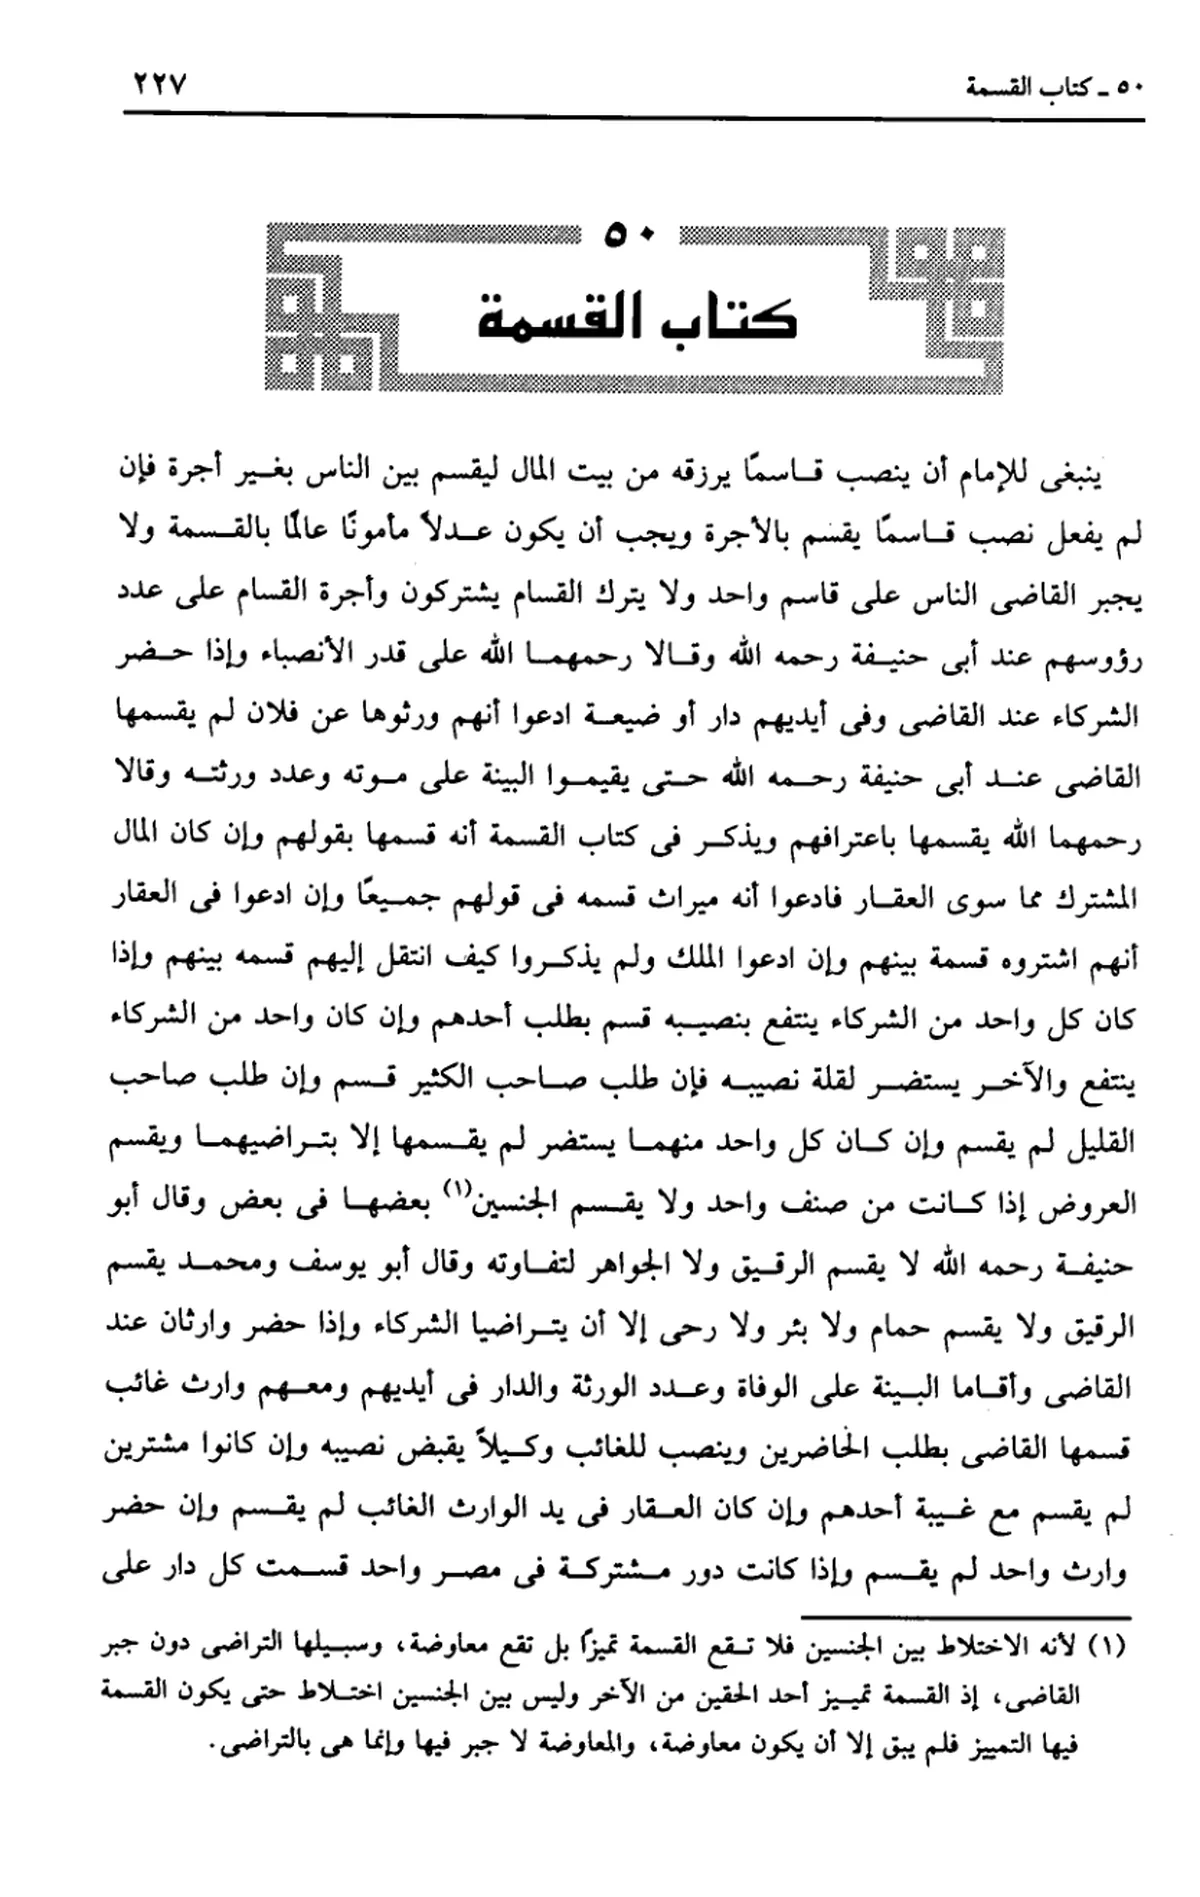 ٥٠ ـ كتاب القسمة
٢٢٧
٥٠
كتاب القسمة
ينبغى للإمام أن ينصب قاسمًا يرزقه من بيت المال ليقسم بين الناس بغير أجرة فإن
لم يفعل نصب قاسمًا يقسم بالأجرة ويجب أن يكون عدلاً مأمونًا عالمًا بالقسمة ولا
يجبر القاضى الناس على قاسم واحد ولا يترك القسام يشتركون وأجرة القسام على عدد
رؤوسهم عند أبى حنيفة رحمه الله وقالا رحمهما الله على قدر الأنصباء وإذا حضر
الشركاء عند القاضى وفى أيديهم دار أو ضيعة ادعوا أنهم ورثوها عن فلان لم يقسمها
القاضى عند أبى حنيفة رحمه الله حتى يقيموا البينة على موته وعدد ورثته وقالا
رحمهما الله يقسمها باعترافهم ويذكر فى كتاب القسمة أنه قسمها بقولهم وإن كان المال
المشترك مما سوى العقار فادعوا أنه ميراث قسمه فى قولهم جميعًا وإن ادعوا فى العقار
أنهم اشتروه قسمة بينهم وإن ادعوا الملك ولم يذكروا كيف انتقل إليهم قسمه بينهم وإذا
كان كل واحد من الشركاء ينتفع بنصيبه قسم بطلب أحدهم وإن كان واحد من الشركاء
ينتفع والآخر يستضر لقلة نصيبه فإن طلب صاحب الكثير قسم وإن طلب صاحب
القليل لم يقسم وإن كان كل واحد منهما يستضر لم يقسمها إلا بتراضيهما ويقسم
العروض إذا كانت من صنف واحد ولا يقسم الجنسين(١) بعضها فى بعض وقال أبو
حنيفة رحمه الله لا يقسم الرقيق ولا الجواهر لتفاوته وقال أبو يوسف ومحمد يقسم
الرقيق ولا يقسم حمام ولا بئر ولا رحى إلا أن يتراضيا الشركاء وإذا حضر وارثان عند
القاضى وأقاما البينة على الوفاة وعدد الورثة والدار فى أيديهم ومعهم وارث غائب
قسمها القاضى بطلب الحاضرين وينصب للغائب وكيلاً يقبض نصيبه وإن كانوا مشترين
لم يقسم مع غيبة أحدهم وإن كان العقار فى يد الوارث الغائب لم يقسم وإن حضر
وارث واحد لم يقسم وإذا كانت دور مشتركة فى مصر واحد قسمت كل دار على
(١) لأنه الاختلاط بين الجنسين فلا تقع القسمة تميزًا بل تقع معاوضة، وسبيلها التراضى دون جبر
القاضى، إذ القسمة تمييز أحد الحقين من الآخر وليس بين الجنسين اختلاط حتى يكون القسمة
فيها التمييز فلم يبق إلا أن يكون معاوضة، والمعاوضة لا جبر فيها وإنما هى بالتراضى.